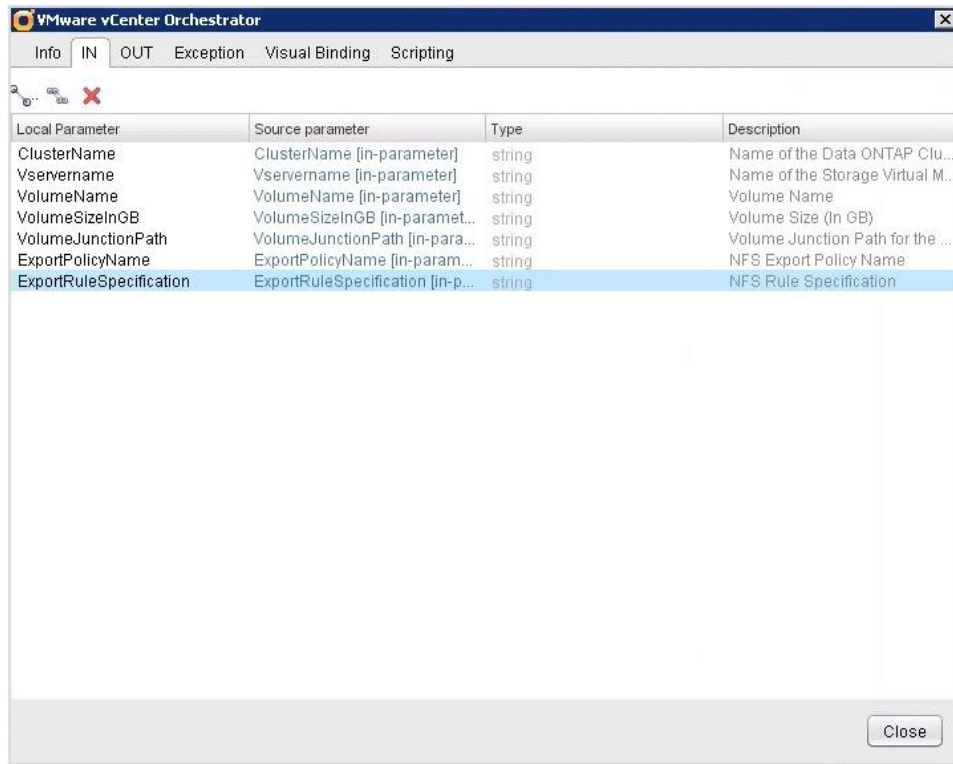 VMware vCenter Orchestrator
Info IN OUT Exception Visual Binding Scripting
Local Parameter Source parameter Type Description
ClusterName ClusterName [in-parameter] string Name of the Data ONTAP Clu...
Vservername Vservername [in-parameter] string Name of the Storage Virtual M...
VolumeName VolumeName [in-parameter] string Volume Name
VolumeSizeInGB VolumeSizeInGB [in-paramet... string Volume Size (In GB)
VolumeJunctionPath VolumeJunctionPath [in-para... string Volume Junction Path for the ...
ExportPolicyName ExportPolicyName [in-param... string NFS Export Policy Name
ExportRuleSpecification ExportRuleSpecification [in-p... string NFS Rule Specification
Close